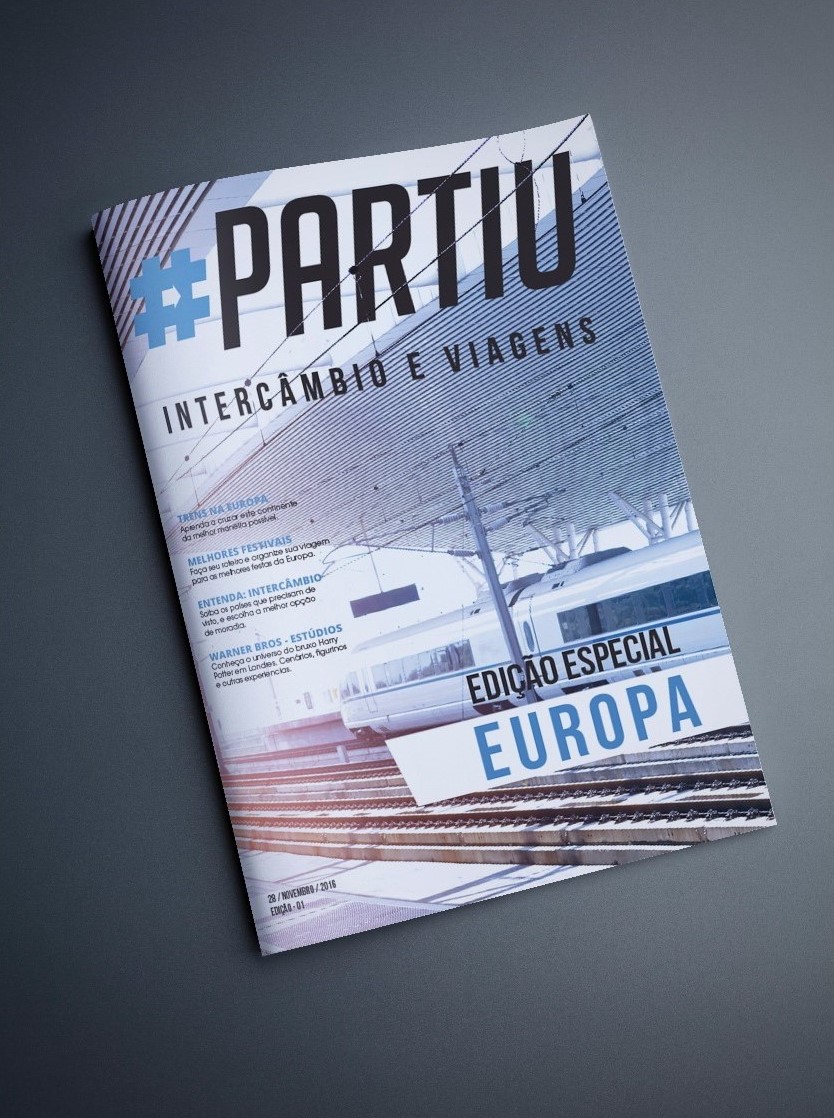 #PARTIU
INTERCÂMBIO E VIAGENS
TRENS NA EUROPA
Aprenda a cruzar este continente
da melhor maneira possível.
MELHORES FESTIVAIS
Faça seu roteiro e organize sua viagem
para as melhores festas da Europa.
ENTENDA: INTERCÂMBIO
Saiba os países que precisam de
visto, e escolha a melhor opção
de moradia.
WARNER BROS - ESTÚDIOS
Conheça o universo do bruxo Harry
Potter em Londres. Cenários, figurinos
e outras experiencias.
EDIÇÃO ESPECIAL
EUROPA
28 / NOVEMBRO / 2016
EDIÇÃO - 01